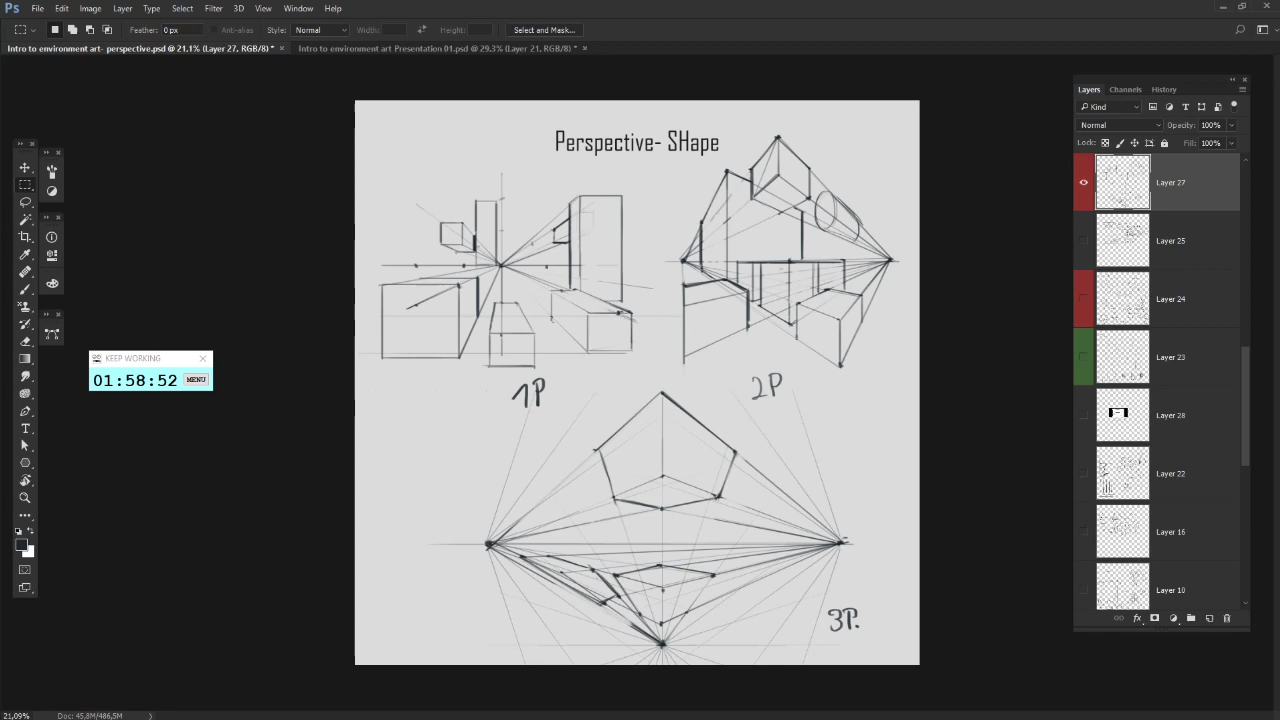 Ps File Edit Image Layer Type Select Filter 3D View Window Help
Feather: 0 px Anti-alias Style: Normal Width: Height: Select and Mask...
Intro to environment art- perspective.psd @ 21.1% (Layer 27, RGB/8) * × Intro to environment art Presentation 01.psd @ 29.3% (Layer 21, RGB/8) * ×
Layers Channels History
Kind
Normal Opacity: 100%
Lock: Fill: 100%
Layer 27
Layer 25
Layer 24
Layer 23
Layer 28
Layer 22
Layer 16
Layer 10
fx
KEEP WORKING
01:58:52 MENU
Perspective- SHape
1P
2P
3P.
21,09% Doc: 45,8M/486,5M